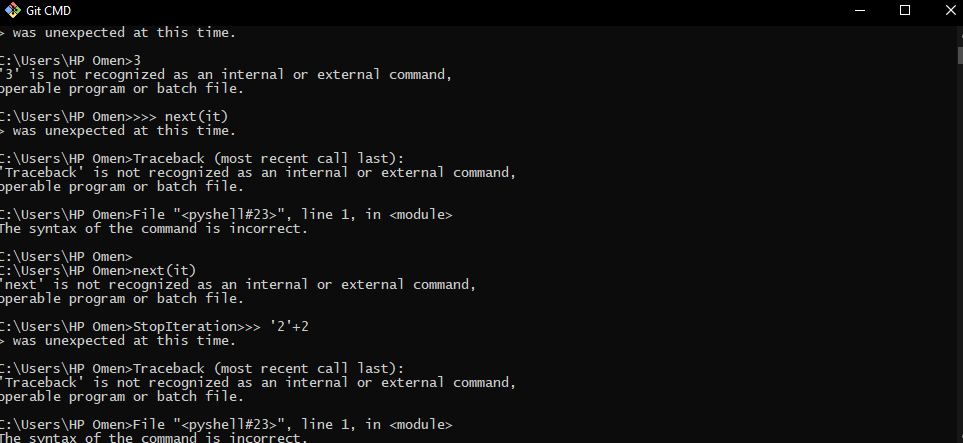 Git CMD
> was unexpected at this time.
C:\Users\HP Omen>3
'3' is not recognized as an internal or external command,
operable program or batch file.
C:\Users\HP Omen>>>> next(it)
> was unexpected at this time.
C:\Users\HP Omen>Traceback (most recent call last):
'Traceback' is not recognized as an internal or external command,
operable program or batch file.
C:\Users\HP Omen>File "<pyshell#23>", line 1, in <module>
The syntax of the command is incorrect.
C:\Users\HP Omen>
C:\Users\HP Omen>next(it)
'next' is not recognized as an internal or external command,
operable program or batch file.
C:\Users\HP Omen>StopIteration>>> '2'+2
> was unexpected at this time.
C:\Users\HP Omen>Traceback (most recent call last):
'Traceback' is not recognized as an internal or external command,
operable program or batch file.
C:\Users\HP Omen>File "<pyshell#23>", line 1, in <module>
The syntax of the command is incorrect.